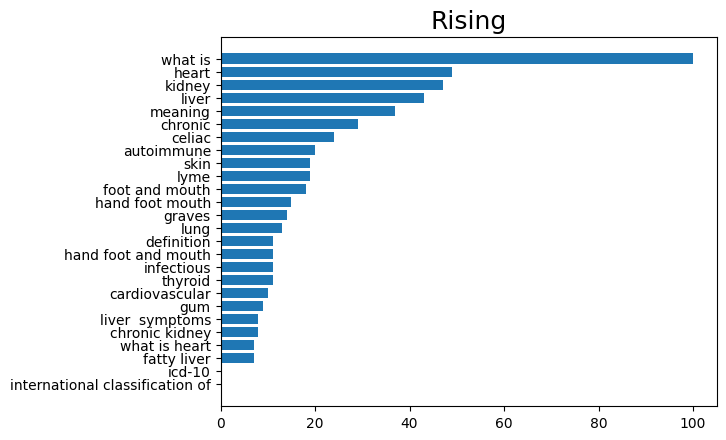 Rising
what is
heart
kidney
liver
meaning
chronic
celiac
autoimmune
skin
lyme
foot and mouth
hand foot mouth
graves
lung
definition
hand foot and mouth
infectious
thyroid
cardiovascular
gum
liver  symptoms
chronic kidney
what is heart
fatty liver
icd-10
international classification of
0 20 40 60 80 100